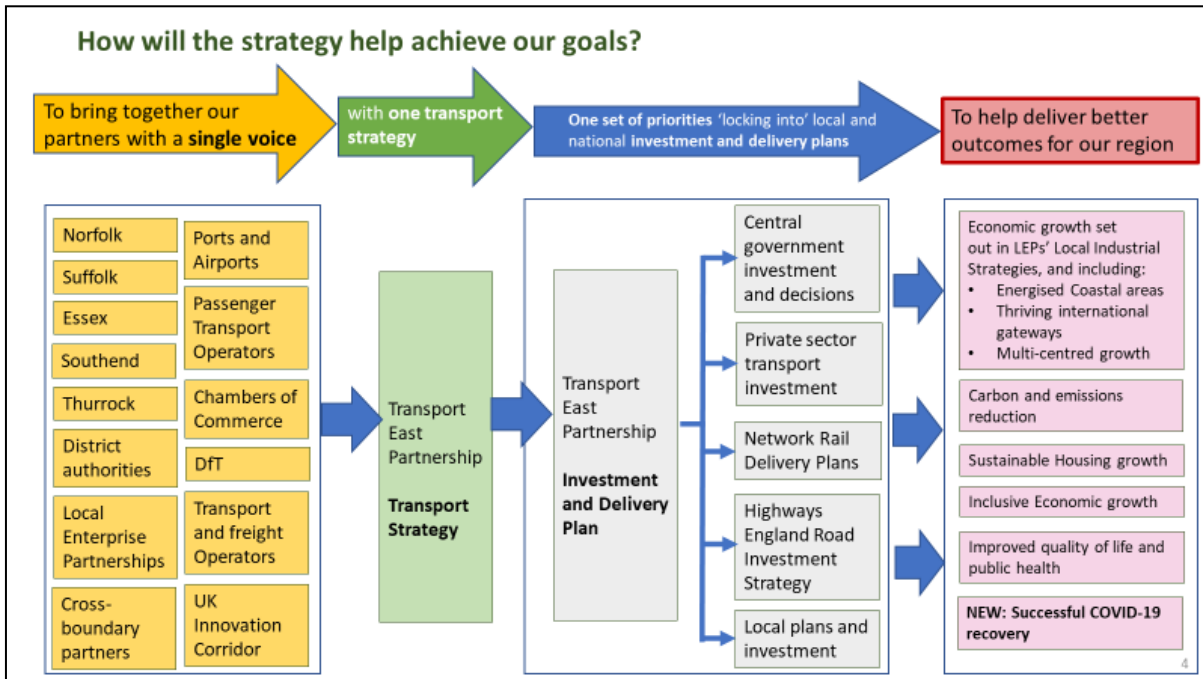 How will the strategy help achieve our goals?
To bring together our
partners with a single voice
with one transport
strategy
One set of priorities 'locking into' local and
national investment and delivery plans
To help deliver better
outcomes for our region
Norfolk
Suffolk
Essex
Southend
Thurrock
District
authorities
Local
Enterprise
Partnerships
Cross-
boundary
partners
Ports and
Airports
Passenger
Transport
Operators
Chambers of
Commerce
DfT
Transport
and freight
Operators
UK
Innovation
Corridor
Transport
East
Partnership
Transport
Strategy
Transport
East
Partnership
Investment
and Delivery
Plan
Central
government
investment
and decisions
Private sector
transport
investment
Network Rail
Delivery Plans
Highways
England Road
Investment
Strategy
Local plans and
investment
Economic growth set
out in LEPs' Local Industrial
Strategies, and including:
• Energised Coastal areas
• Thriving international
gateways
• Multi-centred growth
Carbon and emissions
reduction
Sustainable Housing growth
Inclusive Economic growth
Improved quality of life and
public health
NEW: Successful COVID-19
recovery
4